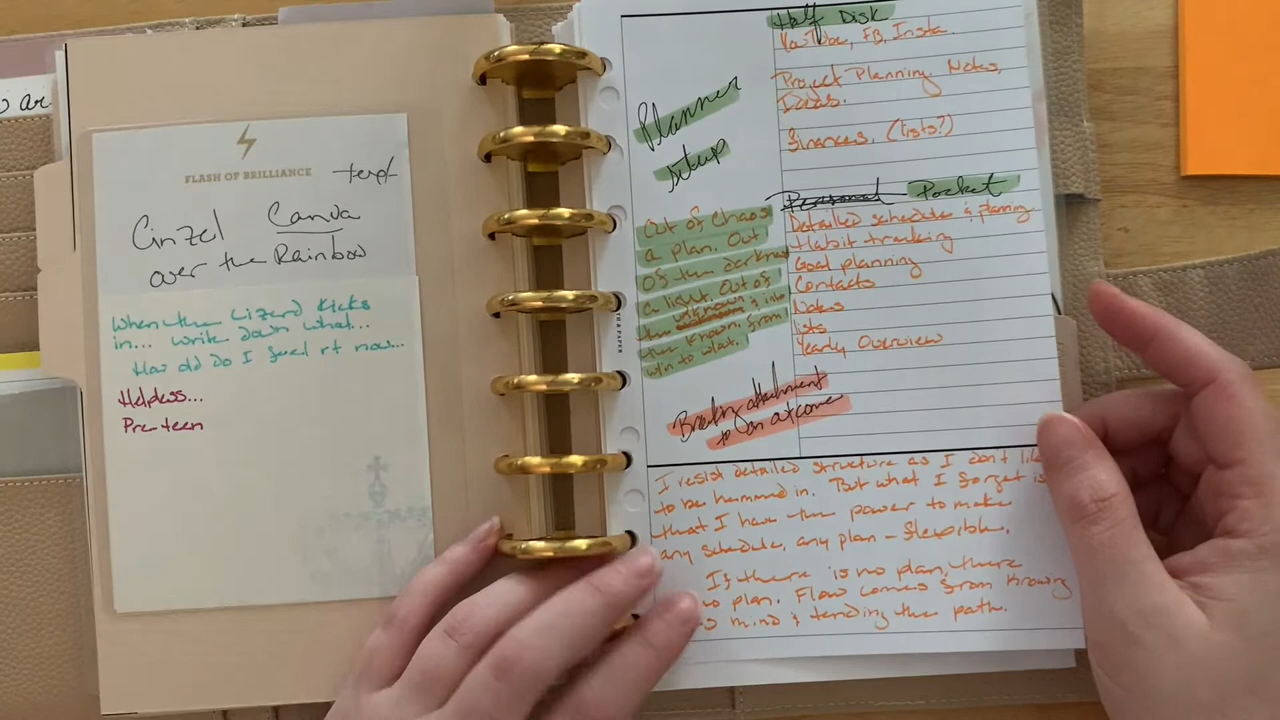 FLASH OF BRILLIANCE
Cinzel Canva
over the Rainbow
When the Lizard Kicks
in... write down what...
How old do I feel rt now...
Helpless...
Pre-teen
Planner
setup
Out of Chaos
a plan. Out
of the darkness
a light. Out of
the unknown & into
the known. From
win to what.
Breaking attachment
to an outcome
Half Disk
YouTube, FB, Insta.
Project Planning. Notes,
Ideas.
Finances. (Lists?)
Personal Pocket
Detailed schedule & planning
Habit tracking
Goal planning
Contacts
Notes
Lists
Yearly Overview
I resist detailed structure as I don't like
to be hemmed in. But what I forget is
that I have the power to make
any schedule, any plan – flexible.
If there is no plan, there
no plan. Flow comes from knowing
mind & tending the path.